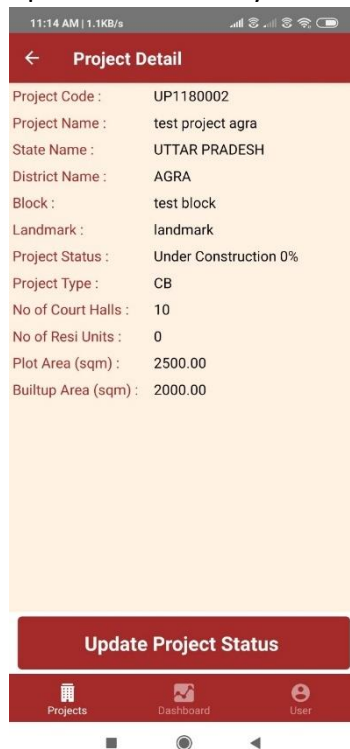 11:14 AM | 1.1KB/s
Project Detail
Project Code : UP1180002
Project Name : test project agra
State Name : UTTAR PRADESH
District Name : AGRA
Block : test block
Landmark : landmark
Project Status : Under Construction 0%
Project Type : CB
No of Court Halls : 10
No of Resi Units : 0
Plot Area (sqm) : 2500.00
Builtup Area (sqm) : 2000.00
Update Project Status
Projects Dashboard User